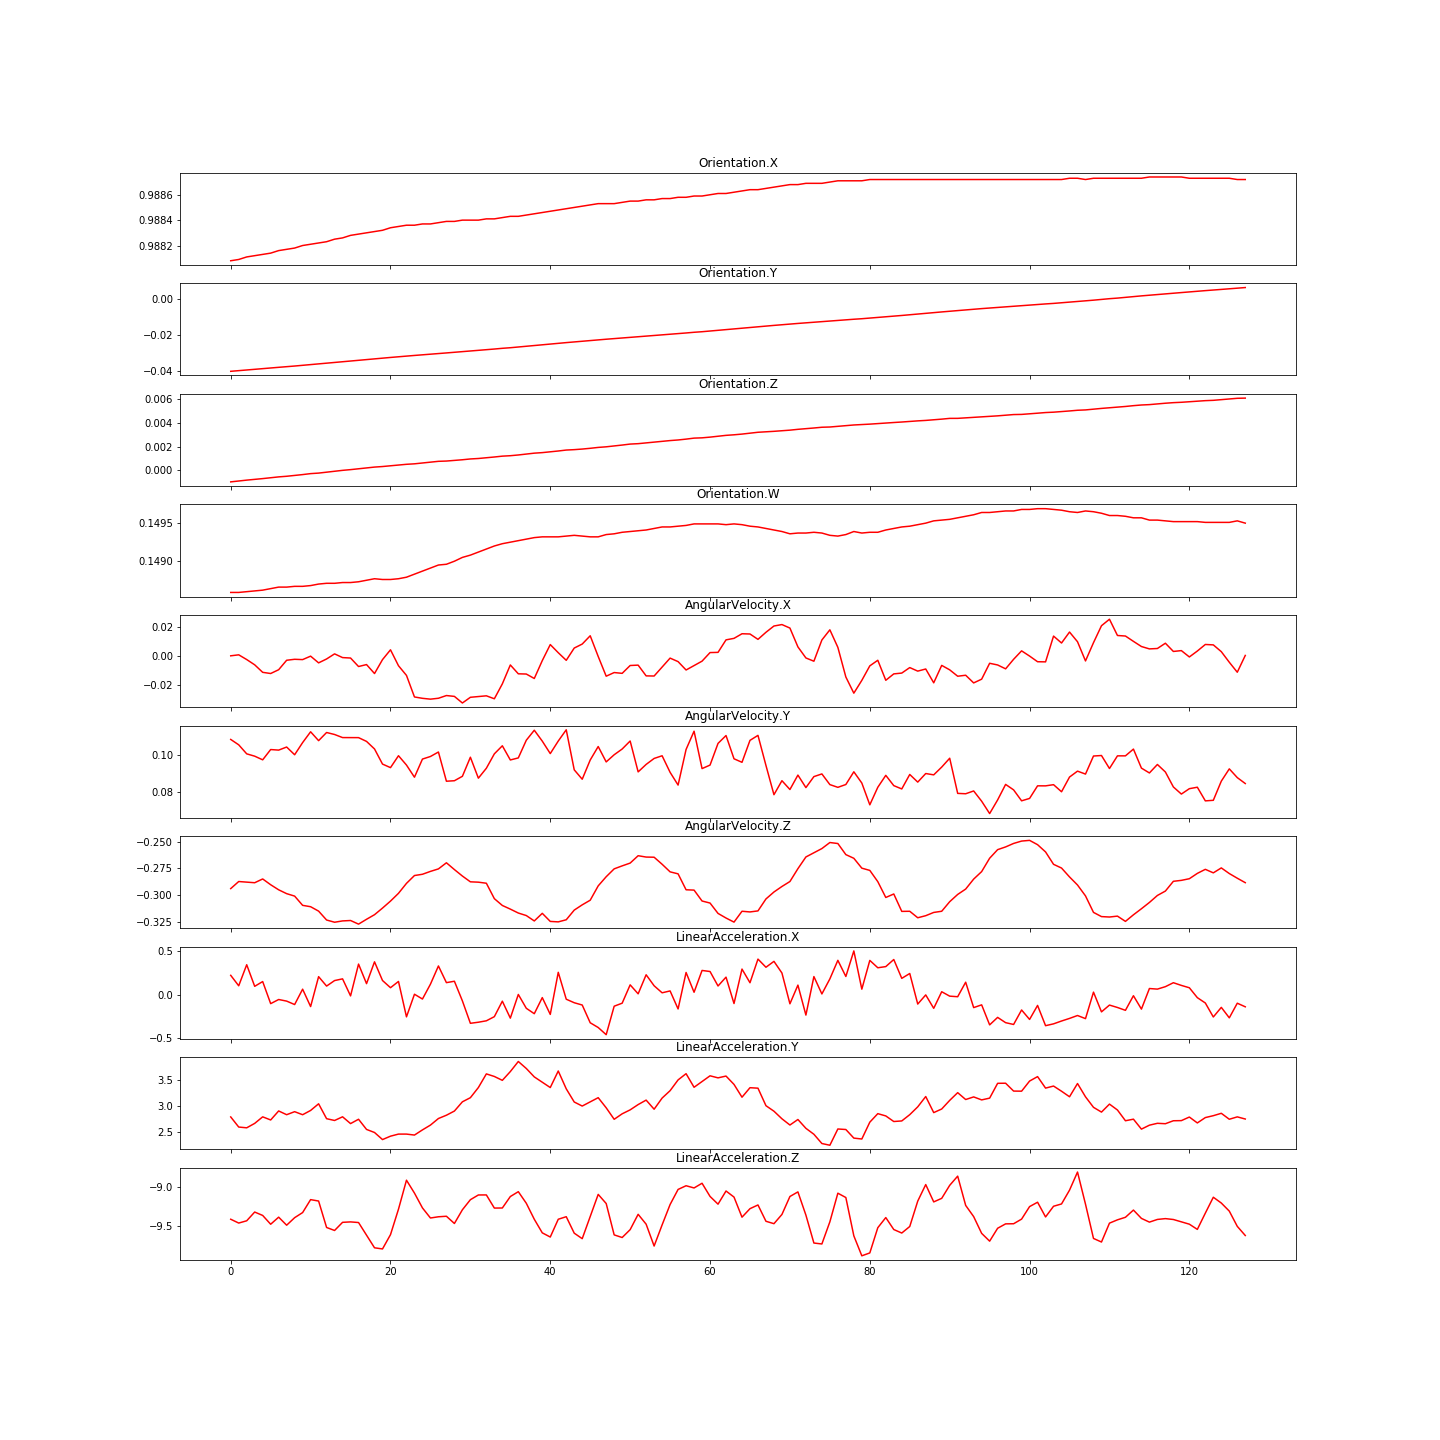 Orientation.X
0.9886
0.9884
0.9882
Orientation.Y
0.00
−0.02
−0.04
Orientation.Z
0.006
0.004
0.002
0.000
Orientation.W
0.1495
0.1490
AngularVelocity.X
0.02
0.00
−0.02
AngularVelocity.Y
0.10
0.08
AngularVelocity.Z
−0.250
−0.275
−0.300
−0.325
LinearAcceleration.X
0.5
0.0
−0.5
LinearAcceleration.Y
3.5
3.0
2.5
LinearAcceleration.Z
−9.0
−9.5
0 20 40 60 80 100 120